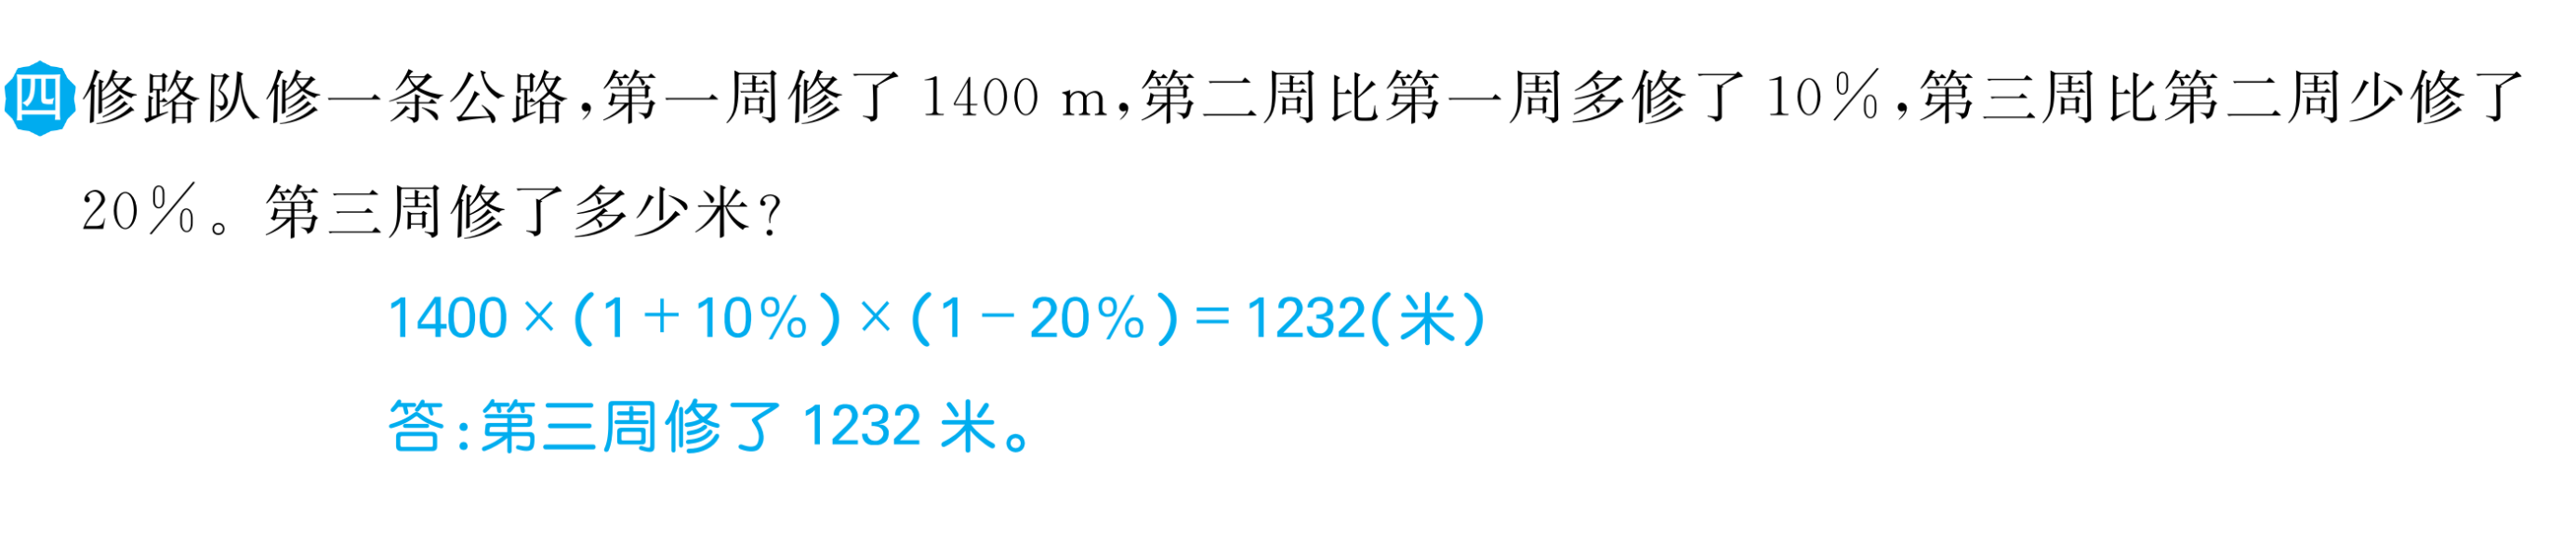 四 修路队修一条公路,第一周修了 1400 m,第二周比第一周多修了 10%,第三周比第二周少修了
20%。第三周修了多少米?
1400×(1+10%)×(1-20%)=1232(米)
答:第三周修了 1232 米。